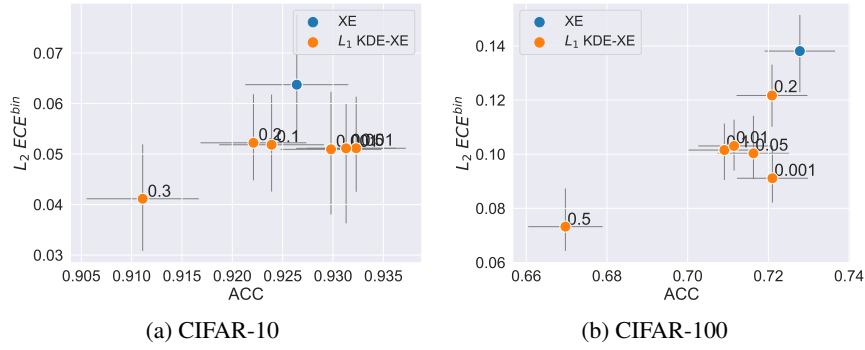 XE
L₁ KDE-XE
0.07
0.06
0.05
0.04
0.03
L₂ ECE^bin
0.2
0.1
0.3
0.905 0.910 0.915 0.920 0.925 0.930 0.935
ACC
(a) CIFAR-10
XE
L₁ KDE-XE
0.14
0.12
0.10
0.08
0.06
L₂ ECE^bin
0.2
0.01
0.05
0.001
0.5
0.66 0.68 0.70 0.72 0.74
ACC
(b) CIFAR-100